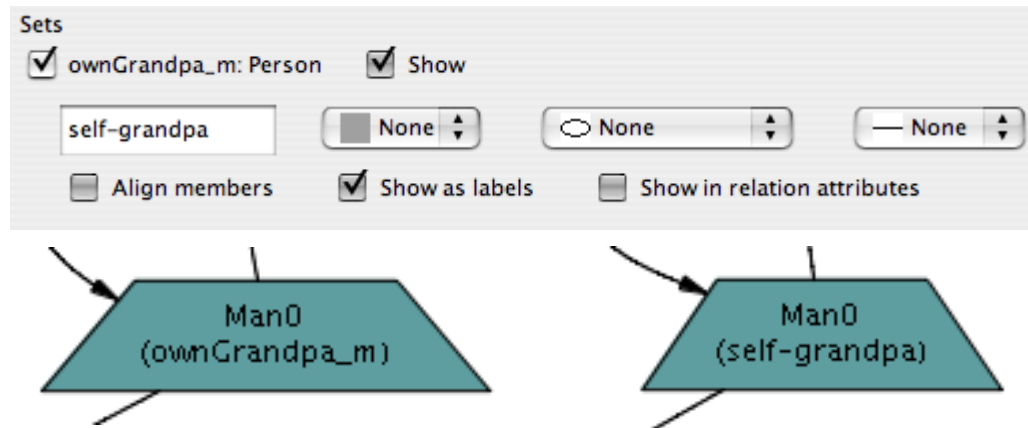 Sets
ownGrandpa_m: Person Show
self-grandpa None None None
Align members Show as labels Show in relation attributes
Man0
(ownGrandpa_m)
Man0
(self-grandpa)